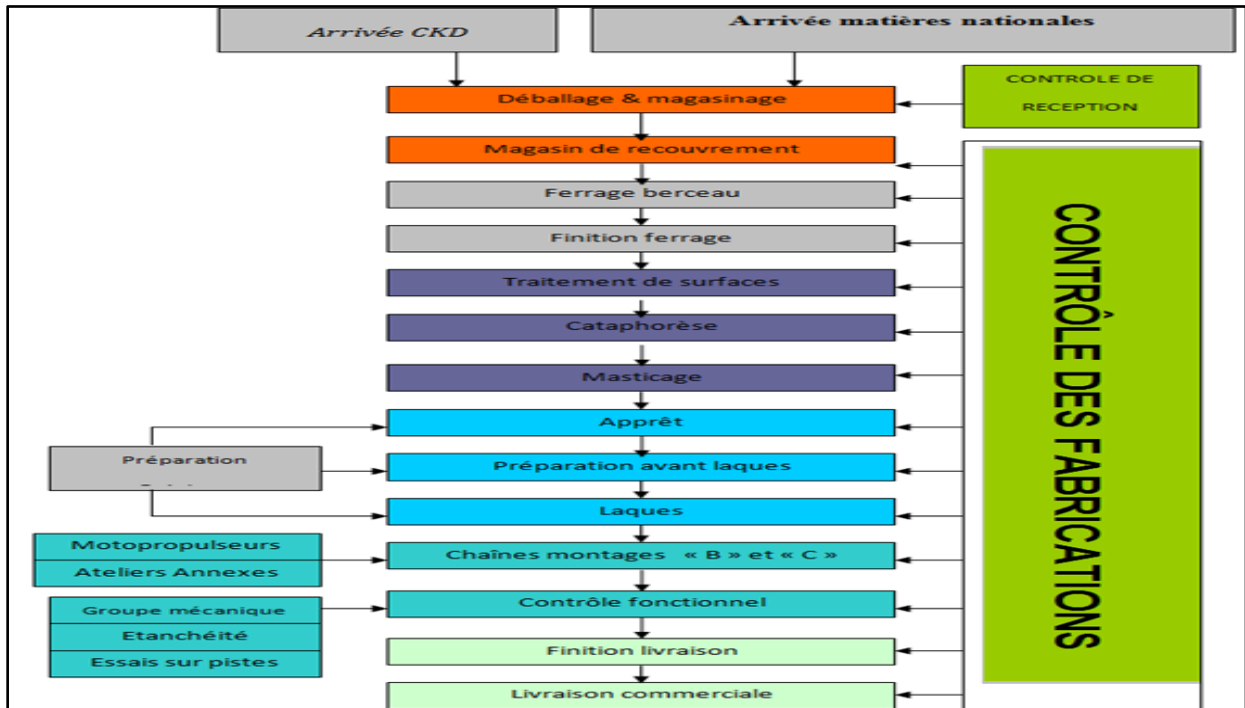 Arrivée CKD
Arrivée matières nationales
CONTROLE DE
RECEPTION
Déballage & magasinage
Magasin de recouvrement
Ferrage berceau
Finition ferrage
Traitement de surfaces
Cataphorèse
Masticage
Apprêt
Préparation
Préparation avant laques
Laques
Motopropulseurs
Ateliers Annexes
Chaînes montages « B » et « C »
Groupe mécanique
Etanchéité
Essais sur pistes
Contrôle fonctionnel
Finition livraison
Livraison commerciale
CONTRÔLE DES FABRICATIONS